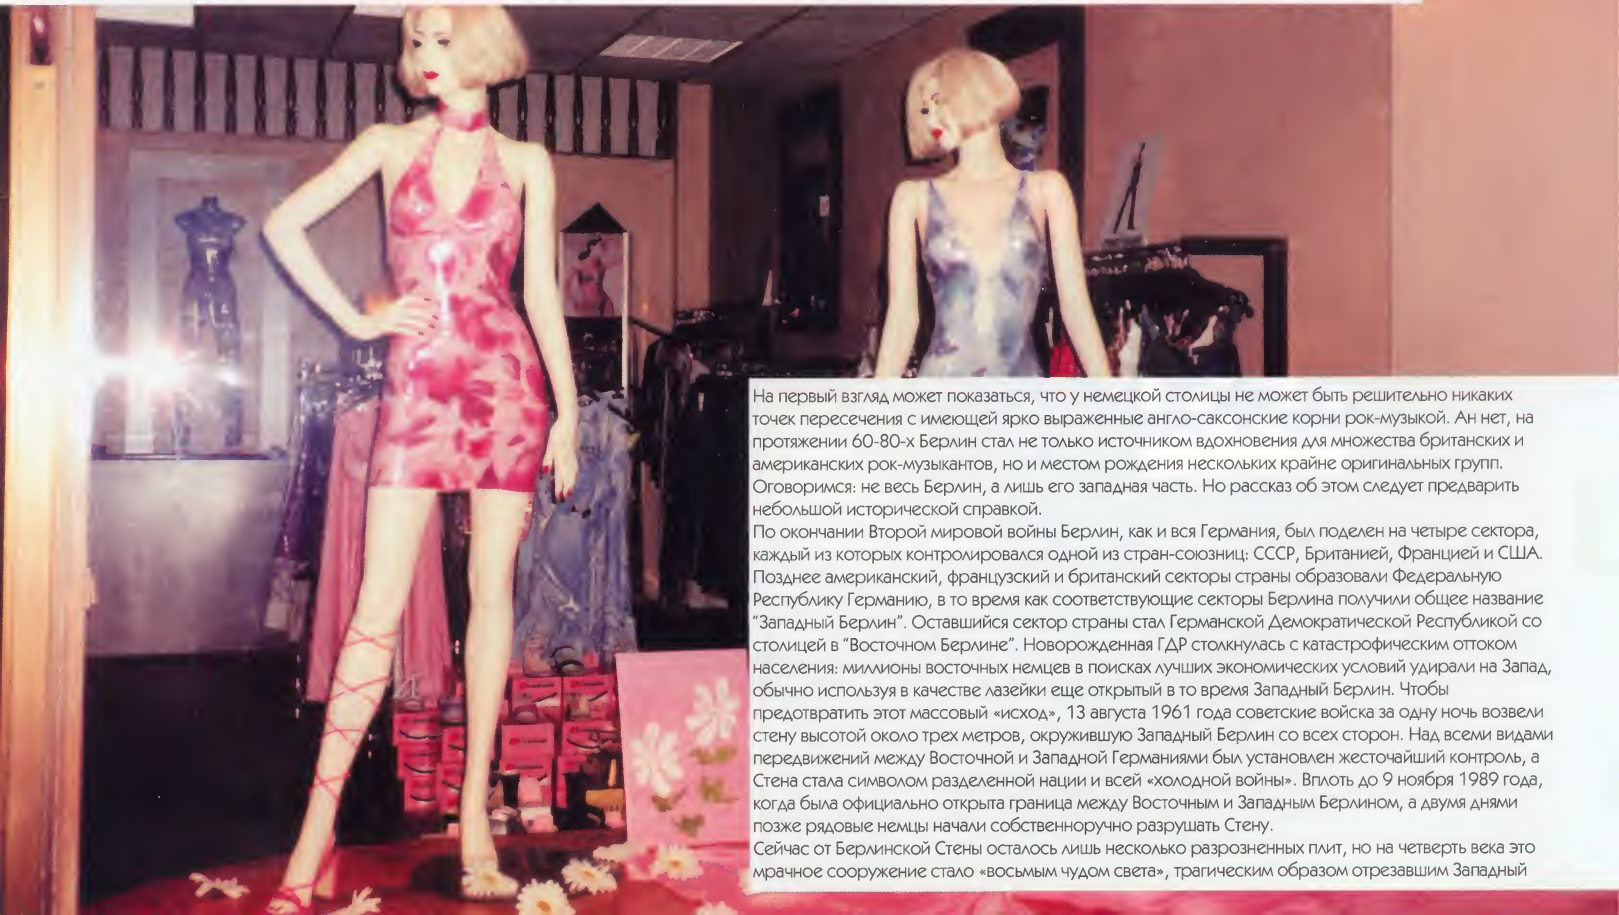 На первый взгляд может показаться, что у немецкой столицы не может быть решительно никаких
точек пересечения с имеющей ярко выраженные англо-саксонские корни рок-музыкой. Ан нет, на
протяжении 60-80-х Берлин стал не только источником вдохновения для множества британских и
американских рок-музыкантов, но и местом рождения нескольких крайне оригинальных групп.
Оговоримся: не весь Берлин, а лишь его западная часть. Но рассказ об этом следует предварить
небольшой исторической справкой.
По окончании Второй мировой войны Берлин, как и вся Германия, был поделен на четыре сектора,
каждый из которых контролировался одной из стран-союзниц: СССР, Британией, Францией и США.
Позднее американский, французский и британский секторы страны образовали Федеральную
Республику Германию, в то время как соответствующие секторы Берлина получили общее название
"Западный Берлин". Оставшийся сектор страны стал Германской Демократической Республикой со
столицей в "Восточном Берлине". Новорожденная ГДР столкнулась с катастрофическим оттоком
населения: миллионы восточных немцев в поисках лучших экономических условий удирали на Запад,
обычно используя в качестве лазейки еще открытый в то время Западный Берлин. Чтобы
предотвратить этот массовый «исход», 13 августа 1961 года советские войска за одну ночь возвели
стену высотой около трех метров, окружившую Западный Берлин со всех сторон. Над всеми видами
передвижений между Восточной и Западной Германиями был установлен жесточайший контроль, а
Стена стала символом разделенной нации и всей «холодной войны». Вплоть до 9 ноября 1989 года,
когда была официально открыта граница между Восточным и Западным Берлином, а двумя днями
позже рядовые немцы начали собственноручно разрушать Стену.
Сейчас от Берлинской Стены осталось лишь несколько разрозненных плит, но на четверть века это
мрачное сооружение стало «восьмым чудом света», трагическим образом отрезавшим Западный